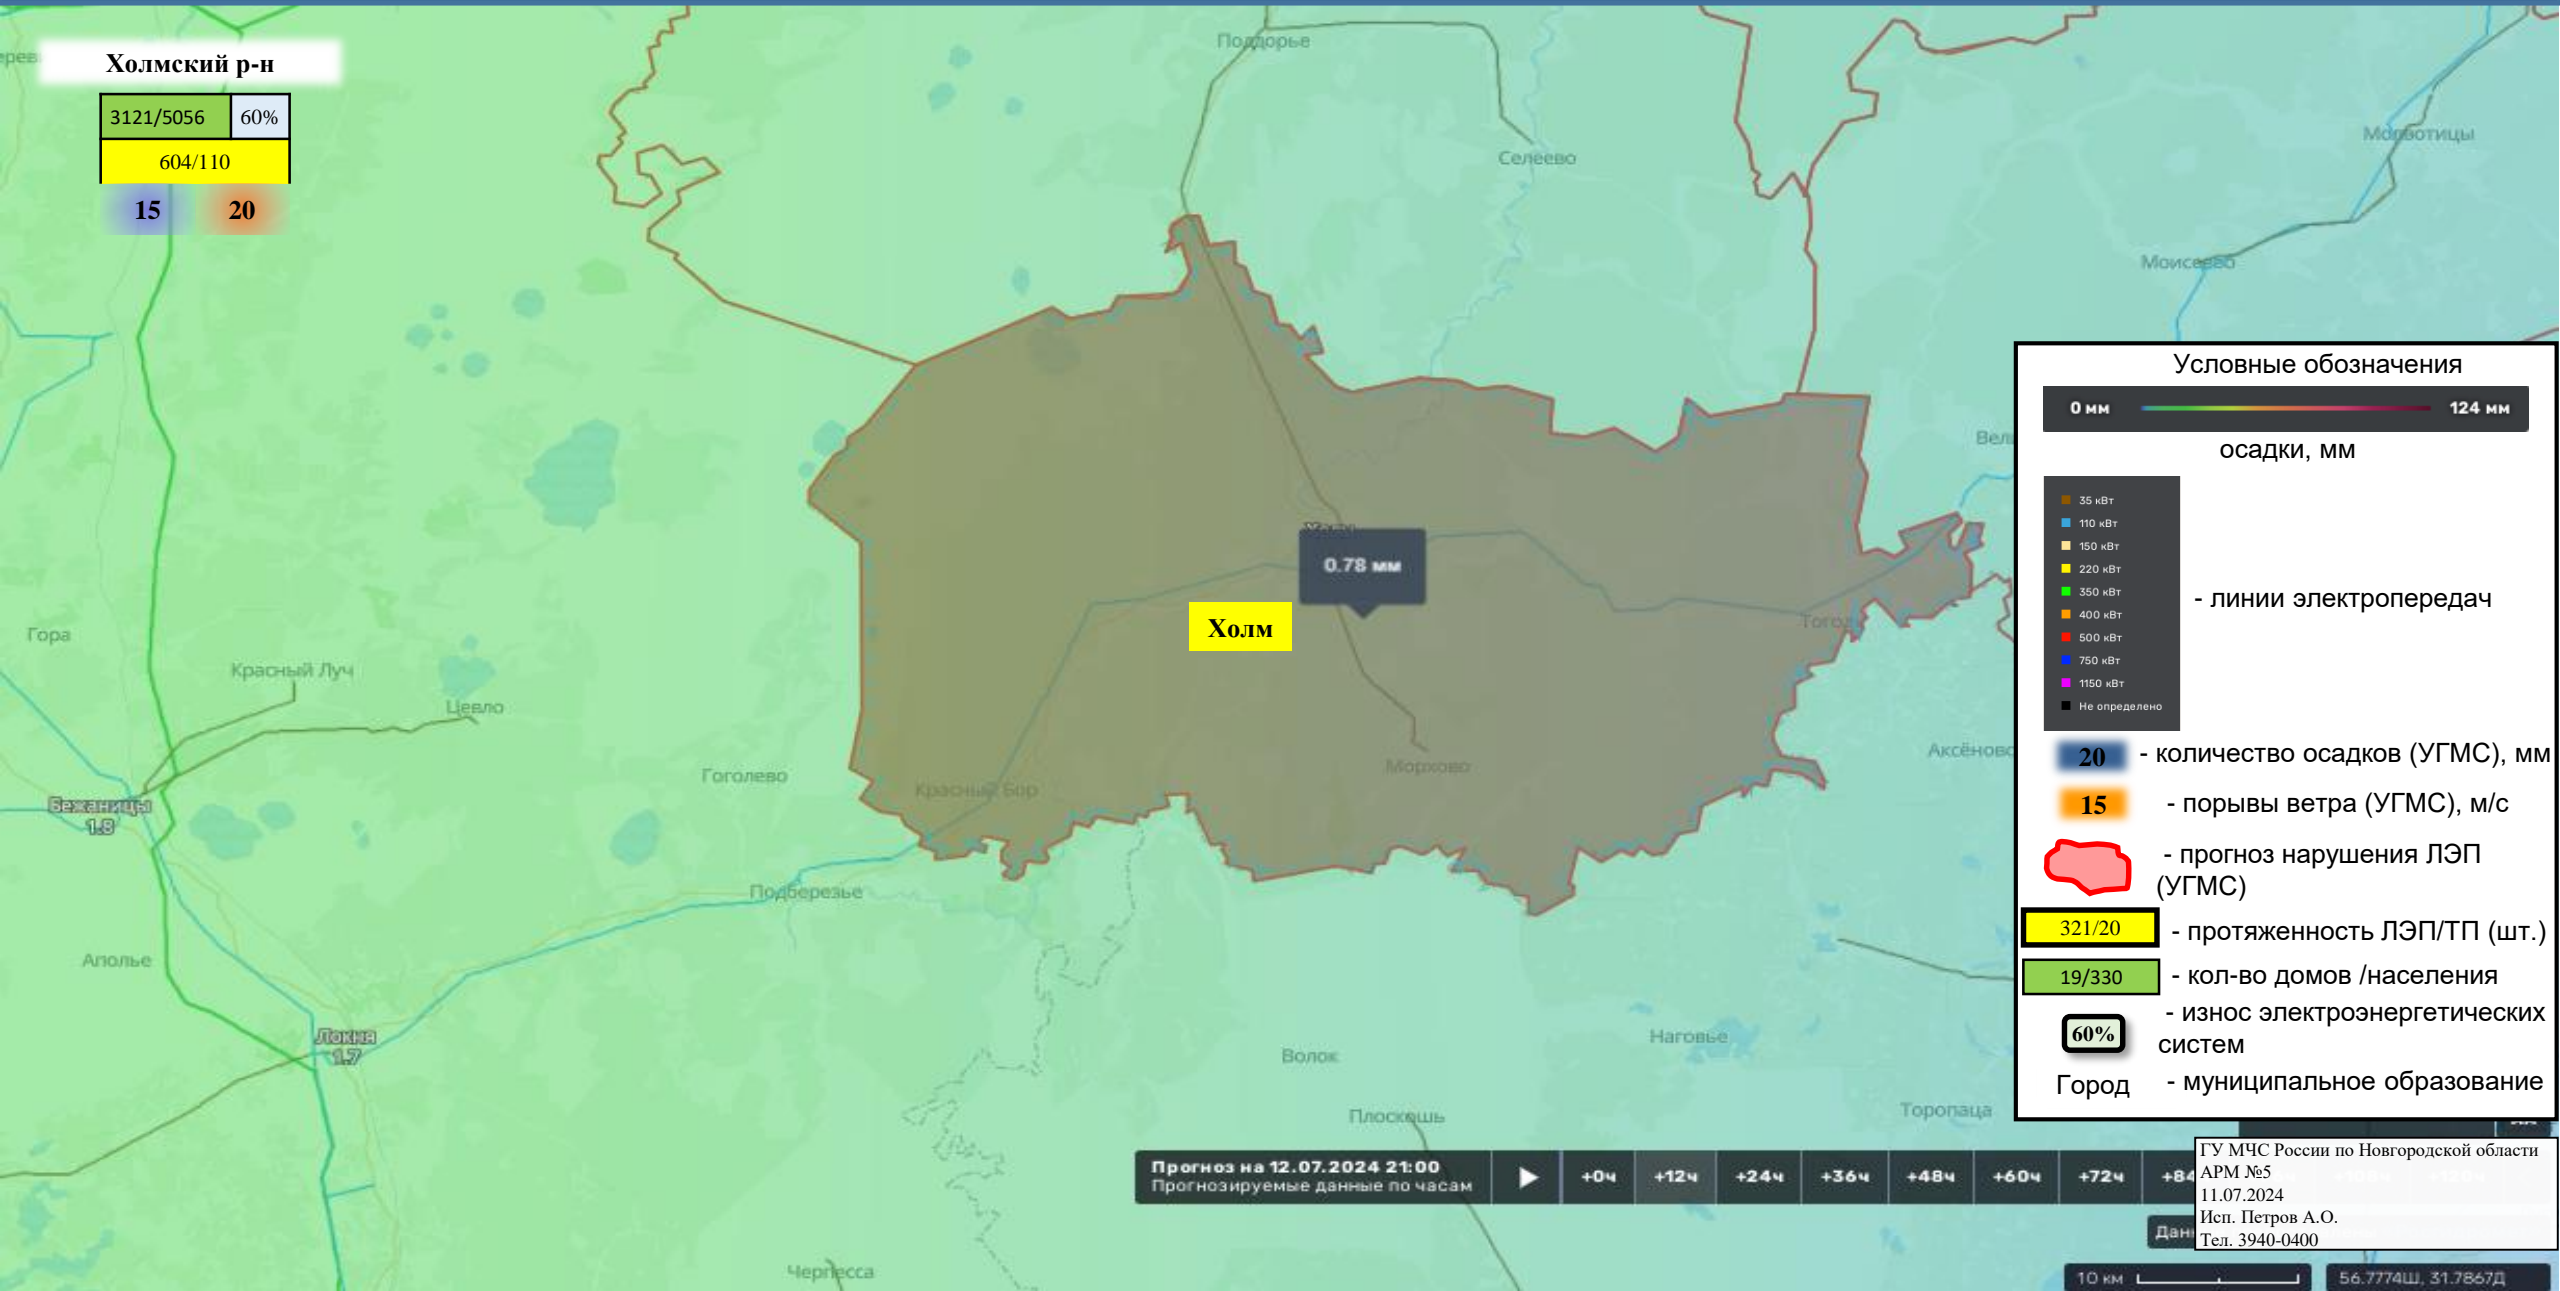 Холмский р-н
3121/5056 60%
604/110
15 20
Поддорье
Селеево
Молвотицы
Моисеево
0.78 мм
Холм
Гора
Красный Луч
Цевло
Гоголево
Красный Бор
Морхово
Аксёново
Бежаницы
1.8
Подберезье
Аполье
Локня
1.7
Наговье
Волок
Плоскошь
Торопаца
Черпесса
Условные обозначения
0 мм 124 мм
осадки, мм
35 кВт
110 кВт
150 кВт
220 кВт
350 кВт
400 кВт
500 кВт
750 кВт
1150 кВт
Не определено
- линии электропередач
20 - количество осадков (УГМС), мм
15 - порывы ветра (УГМС), м/с
- прогноз нарушения ЛЭП
(УГМС)
321/20 - протяженность ЛЭП/ТП (шт.)
19/330 - кол-во домов /населения
60% - износ электроэнергетических
систем
Город - муниципальное образование
Прогноз на 12.07.2024 21:00
Прогнозируемые данные по часам
+0ч +12ч +24ч +36ч +48ч +60ч +72ч +84
ГУ МЧС России по Новгородской области
АРМ №5
11.07.2024
Исп. Петров А.О.
Тел. 3940-0400
10 км
56.7774Ш, 31.7867Д